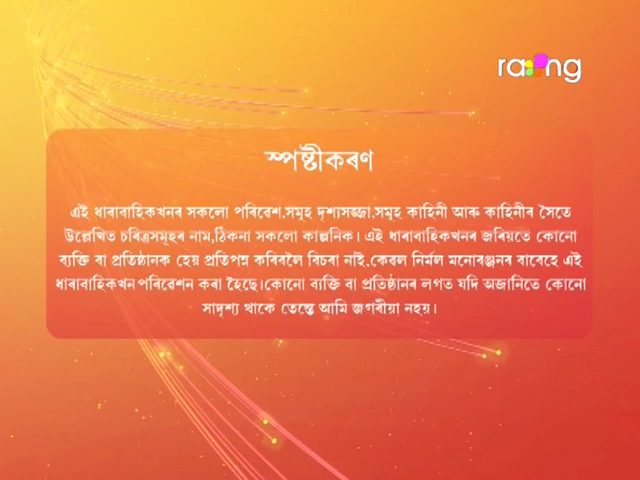 rang
স্পষ্টীকৰণ
এই ধাৰাবাহিকখনৰ সকলো পৰিৱেশ,সমূহ দৃশ্যসজ্জা,সমূহ কাহিনী আৰু কাহিনীৰ সৈতে
উল্লেখিত চৰিত্ৰসমূহৰ নাম,ঠিকনা সকলো কাল্পনিক। এই ধাৰাবাহিকখনৰ জৰিয়তে কোনো
ব্যক্তি বা প্ৰতিষ্ঠানক হেয় প্ৰতিপন্ন কৰিবলৈ বিচৰা নাই.কেৱল নিৰ্মল মনোৰঞ্জনৰ বাবেহে এই
ধাৰাবাহিকখন পৰিৱেশন কৰা হৈছে।কোনো ব্যক্তি বা প্ৰতিষ্ঠানৰ লগত যদি অজানিতে কোনো
সাদৃশ্য থাকে তেন্তে আমি জগৰীয়া নহয়।